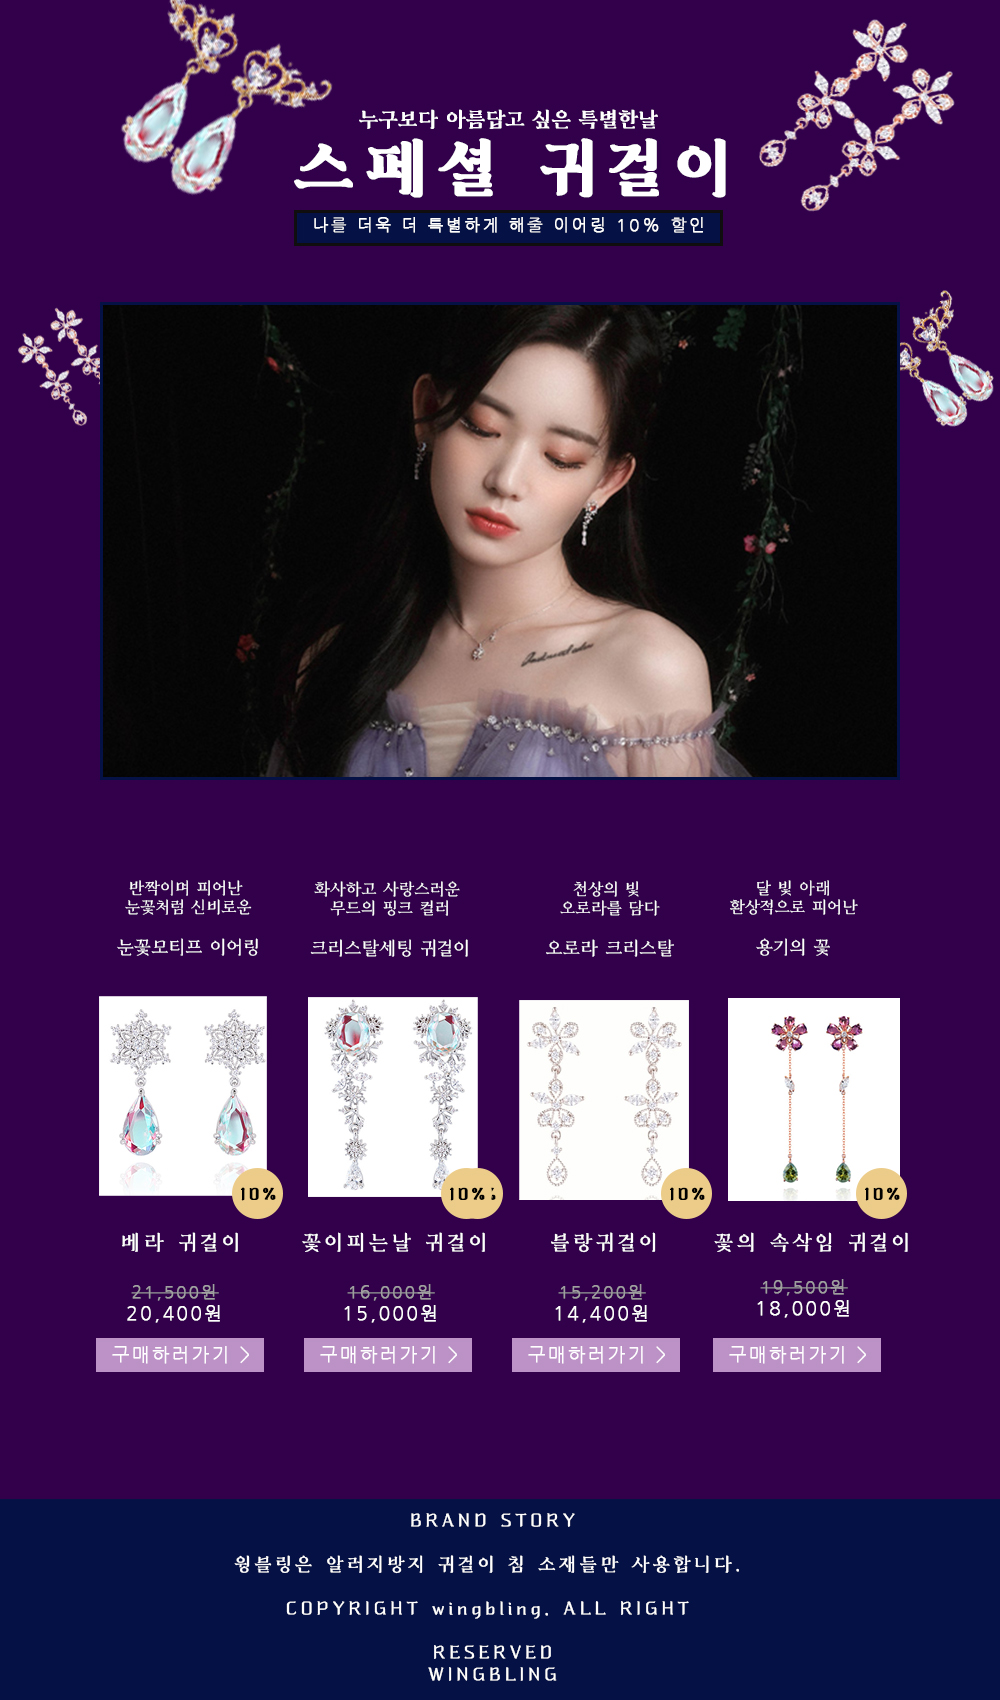 누구보다 아름답고 싶은 특별한날
스페셜 귀걸이
나를 더욱 더 특별하게 해줄 이어링 10% 할인
반짝이며 피어난
눈꽃처럼 신비로운
눈꽃모티프 이어링
화사하고 사랑스러운
무드의 핑크 컬러
크리스탈세팅 귀걸이
천상의 빛
오로라를 담다
오로라 크리스탈
달 빛 아래
환상적으로 피어난
용기의 꽃
10%
10%
10%
10%
베라 귀걸이
꽃이피는날 귀걸이
블랑귀걸이
꽃의 속삭임 귀걸이
21,500원
20,400원
16,000원
15,000원
15,200원
14,400원
19,500원
18,000원
구매하러가기 >
구매하러가기 >
구매하러가기 >
구매하러가기 >
BRAND STORY
윙블링은 알러지방지 귀걸이 침 소재들만 사용합니다.
COPYRIGHT wingbling. ALL RIGHT
RESERVED
WINGBLING